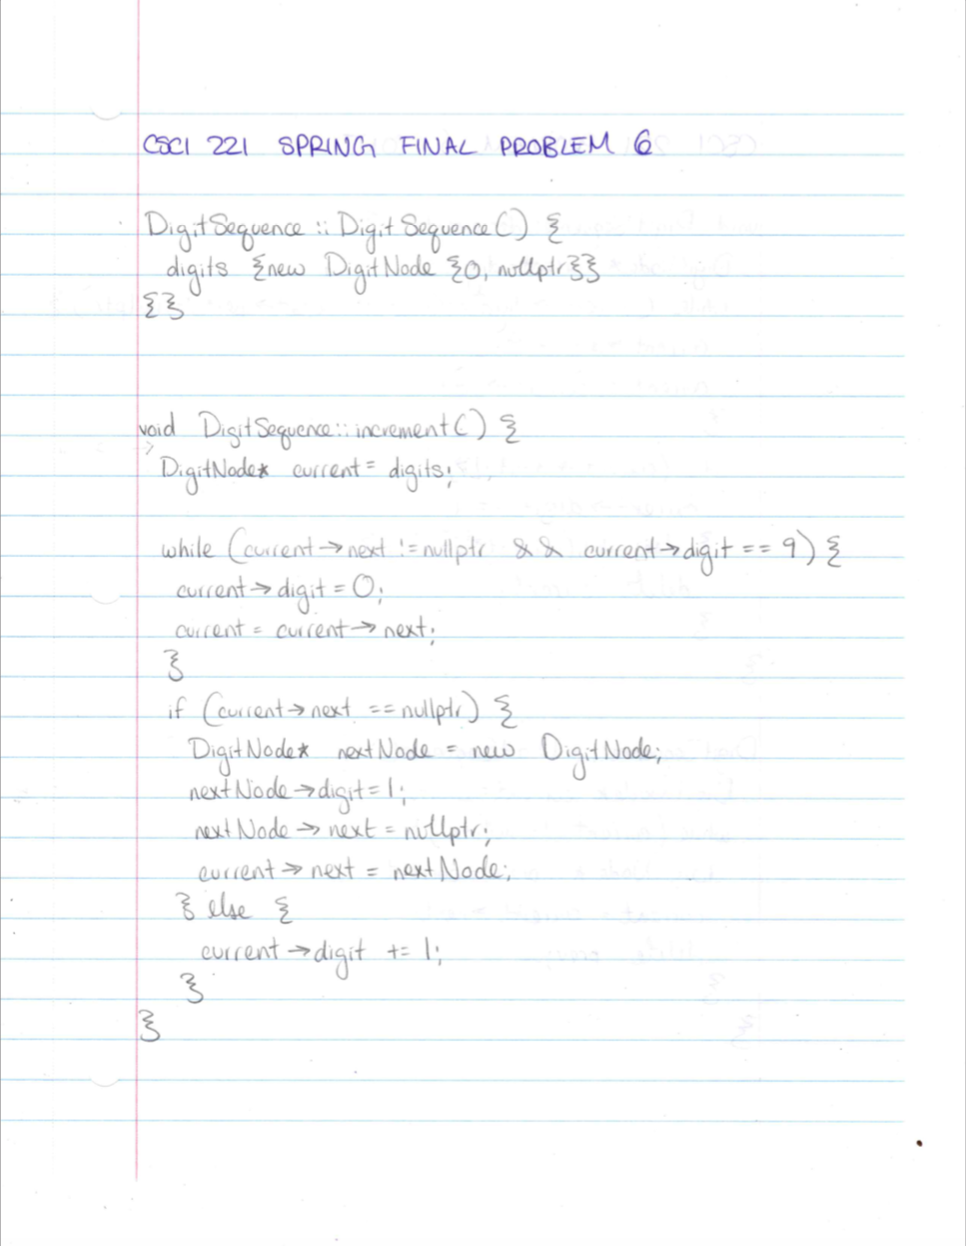 CSCI 221 SPRING FINAL PROBLEM 6
DigitSequence :: DigitSequence() {
digits {new DigitNode {0, nullptr}}
{}}
void DigitSequence::increment() {
DigitNode* current = digits;
while (current->next != nullptr && current->digit == 9) {
current->digit = 0;
current = current->next;
}
if (current->next == nullptr) {
DigitNode* nextNode = new DigitNode;
nextNode->digit = 1;
nextNode->next = nullptr;
current->next = nextNode;
} else {
current->digit += 1;
}
}